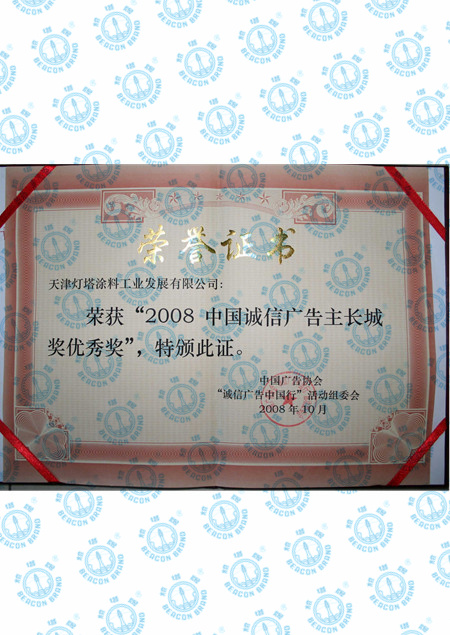 荣誉证书
天津灯塔涂料工业发展有限公司:
荣获“2008 中国诚信广告主长城
奖优秀奖”，特颁此证。
中国广告协会
“诚信广告中国行”活动组委会
2008 年 10 月
灯塔牌
BEACON BRAND